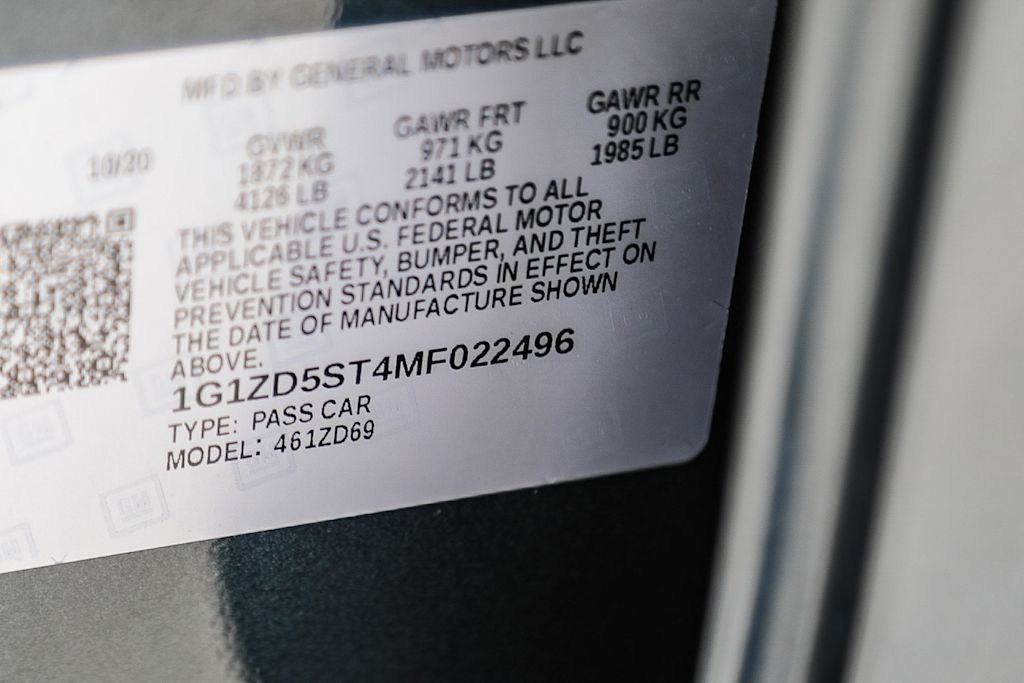 MFD BY GENERAL MOTORS LLC
10/20
GVWR
1872 KG
4126 LB
GAWR FRT
971 KG
2141 LB
GAWR RR
900 KG
1985 LB
THIS VEHICLE CONFORMS TO ALL
APPLICABLE U.S. FEDERAL MOTOR
VEHICLE SAFETY, BUMPER, AND THEFT
PREVENTION STANDARDS IN EFFECT ON
THE DATE OF MANUFACTURE SHOWN
ABOVE.
1G1ZD5ST4MF022496
TYPE: PASS CAR
MODEL: 461ZD69
GM